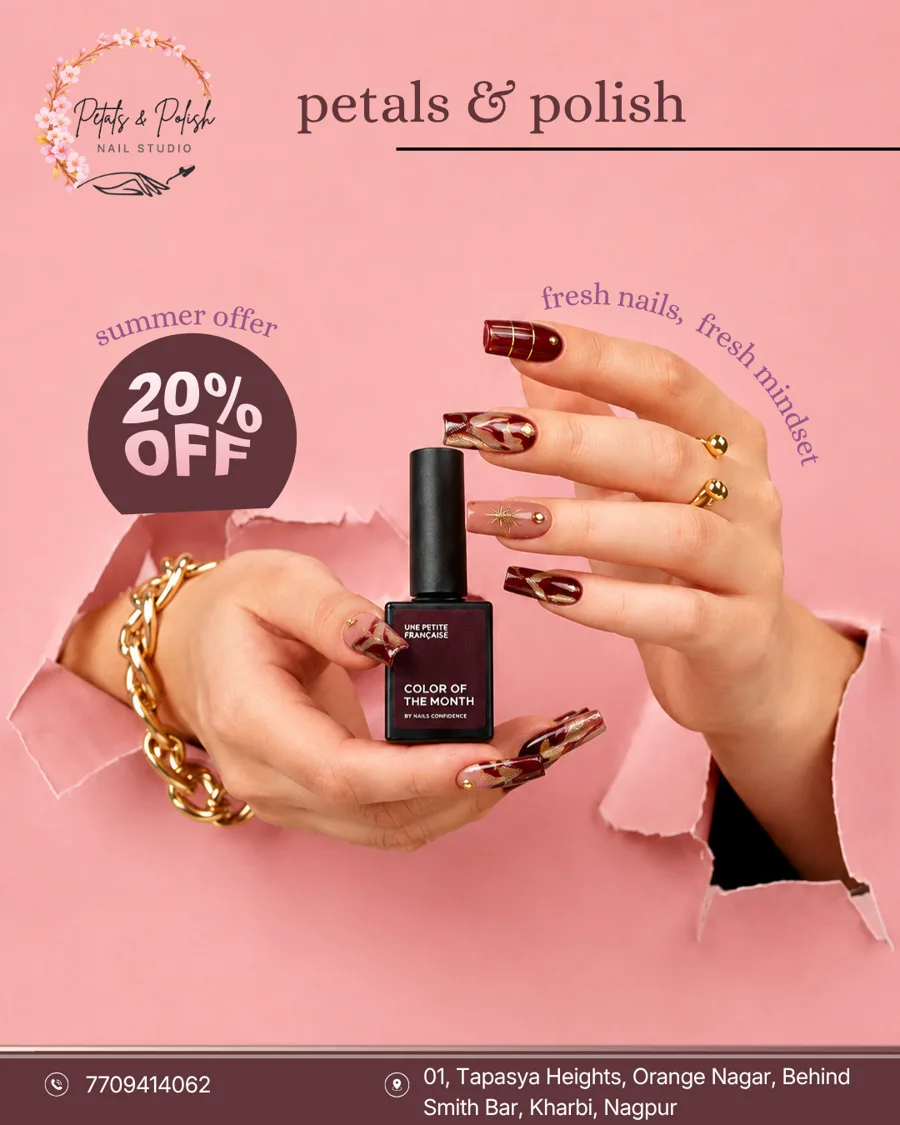 Petals & Polish
NAIL STUDIO
petals & polish
summer offer
20%
OFF
fresh nails, fresh mindset
UNE PETITE
FRANÇAISE
COLOR OF
THE MONTH
BY NAILS CONFIDENCE
7709414062
01, Tapasya Heights, Orange Nagar, Behind
Smith Bar, Kharbi, Nagpur